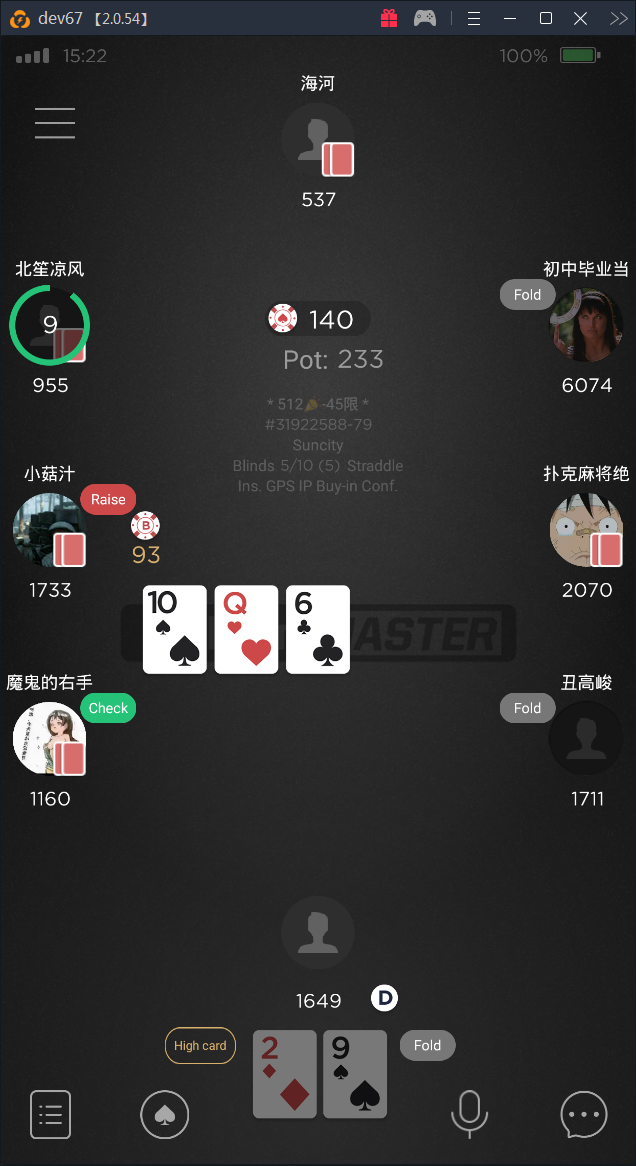 dev67 【2.0.54】
15:22
100%
海河
537
北笙凉风
9
955
初中毕业当
Fold
6074
140
Pot: 233
* 512🎉-45限 *
#31922588-79
Suncity
Blinds 5/10 (5) Straddle
Ins. GPS IP Buy-in Conf.
小菇汁
Raise
B
93
1733
扑克麻将绝
2070
10
Q
6
ASTER
魔鬼的右手
Check
1160
丑高峻
Fold
1711
1649
D
High card
2
9
Fold